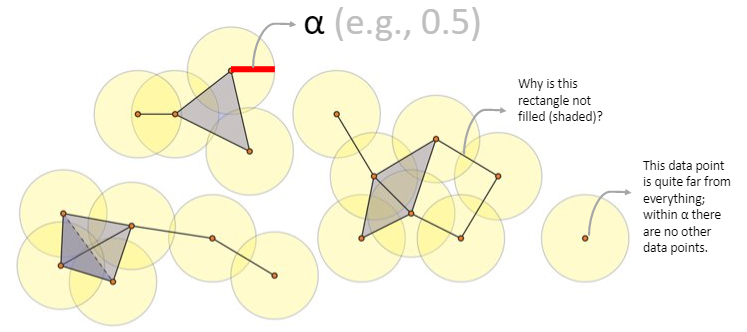 α (e.g., 0.5)
Why is this
rectangle not
filled (shaded)?
This data point
is quite far from
everything;
within α there
are no other
data points.